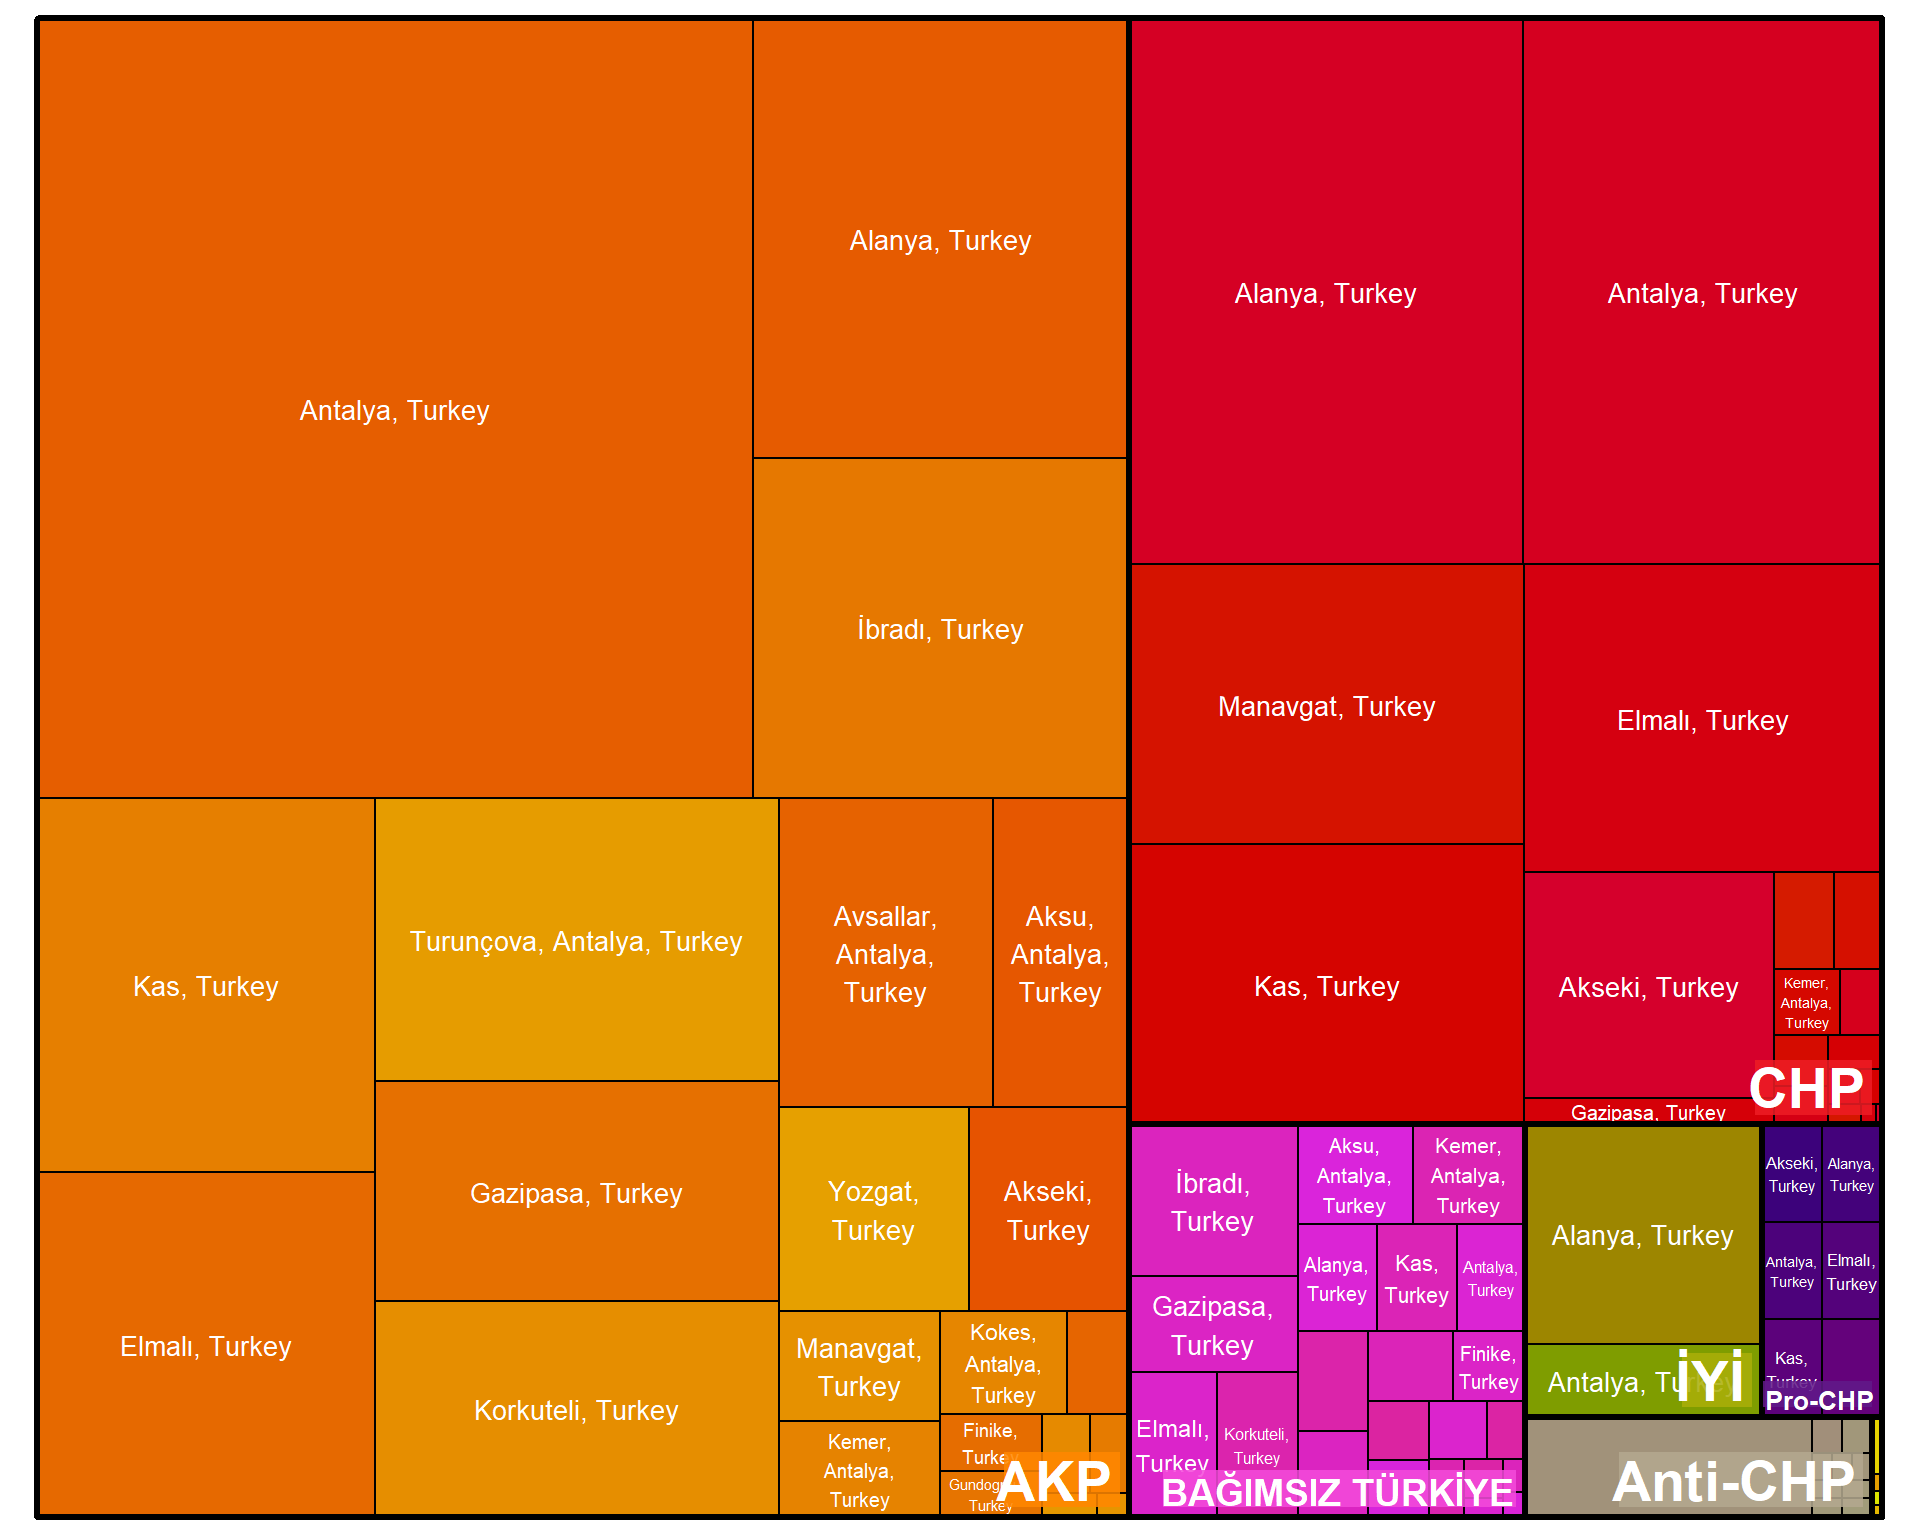 Antalya, Turkey
Alanya, Turkey
İbradı, Turkey
Kas, Turkey
Elmalı, Turkey
Turunçova, Antalya, Turkey
Gazipasa, Turkey
Korkuteli, Turkey
Avsallar,
Antalya,
Turkey
Aksu,
Antalya,
Turkey
Yozgat,
Turkey
Akseki,
Turkey
Manavgat,
Turkey
Kemer,
Antalya,
Turkey
Kokes,
Antalya,
Turkey
Finike,
Turkey
Turkey
AKP
Alanya, Turkey
Antalya, Turkey
Manavgat, Turkey
Elmalı, Turkey
Kas, Turkey
Akseki, Turkey
Kemer,
Antalya,
Turkey
Gazipasa, Turkey
CHP
İbradı,
Turkey
Gazipasa,
Turkey
Elmalı,
Turkey
Korkuteli,
Turkey
Aksu,
Antalya,
Turkey
Kemer,
Antalya,
Turkey
Alanya,
Turkey
Kas,
Turkey
Antalya,
Turkey
Finike,
Turkey
BAĞIMSIZ TÜRKİYE
Alanya, Turkey
Antalya, Turkey
İYİ
Akseki,
Turkey
Alanya,
Turkey
Antalya,
Turkey
Elmalı,
Turkey
Kas,
Turkey
Pro-CHP
Anti-CHP